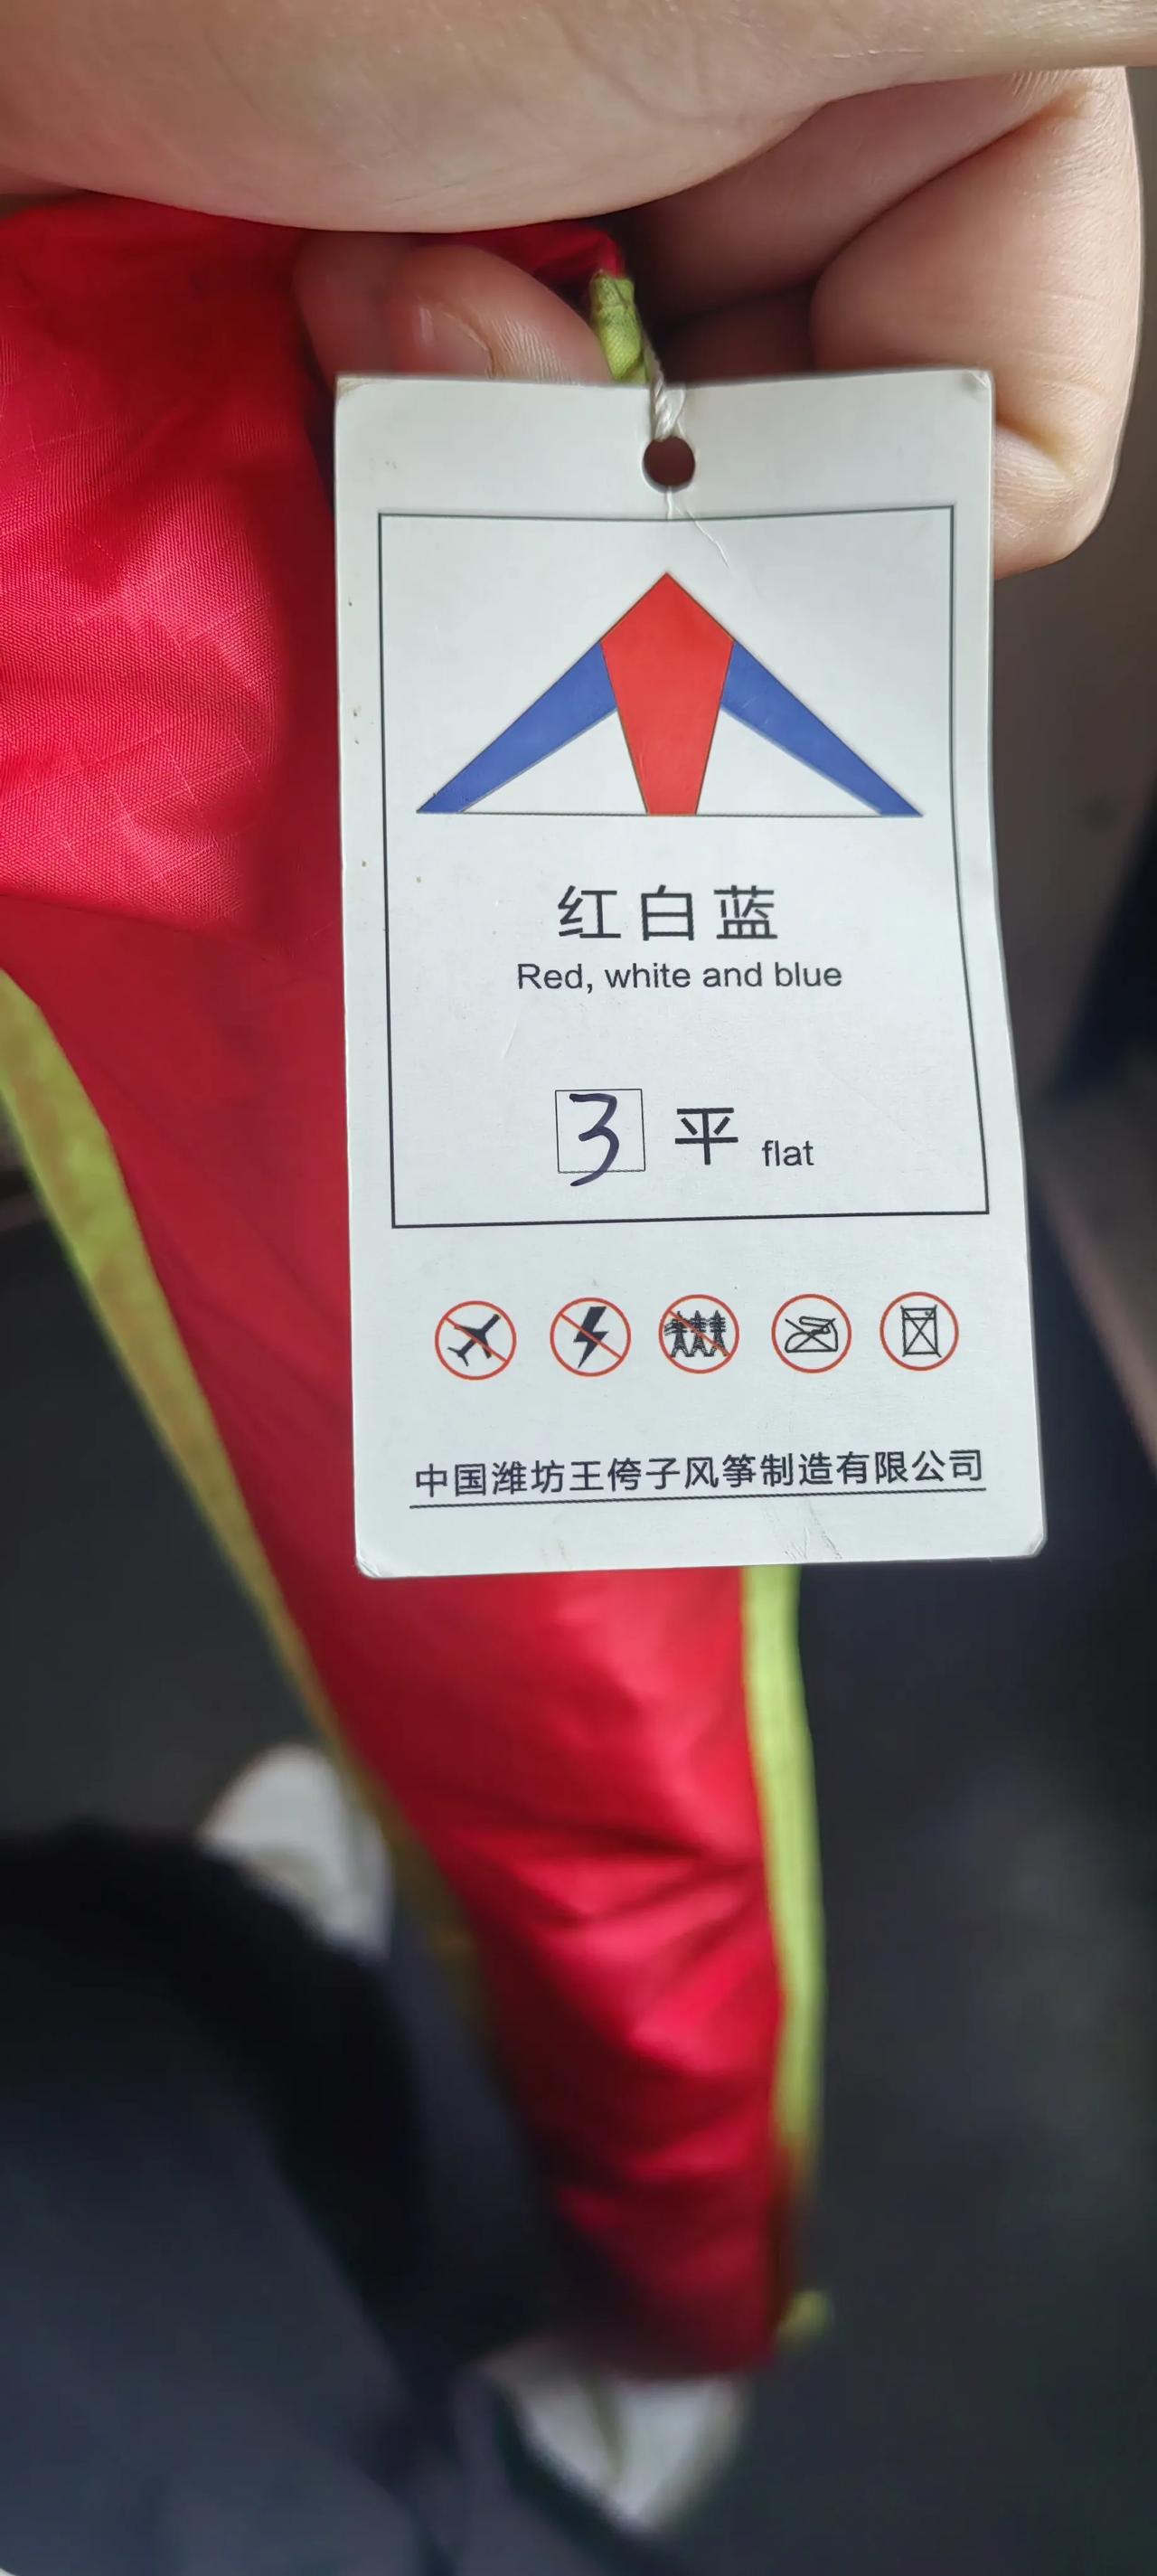 红白蓝
Red, white and blue
3 平 flat
中国潍坊王侉子风筝制造有限公司